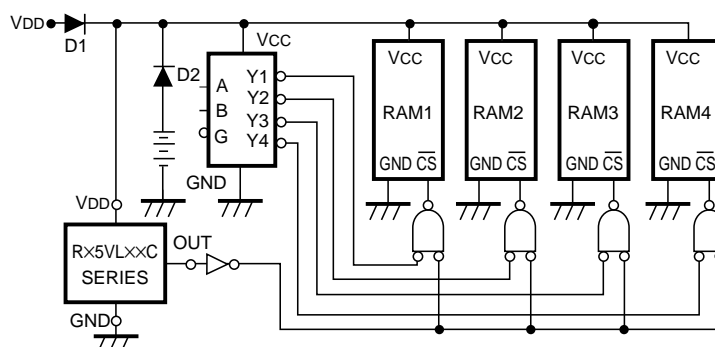 VDD
D1
VCC
D2
A
B
G
Y1
Y2
Y3
Y4
GND
VCC
RAM1
GND CS
VCC
RAM2
GND CS
VCC
RAM3
GND CS
VCC
RAM4
GND CS
VDD
R×5VL××C
SERIES
OUT
GND